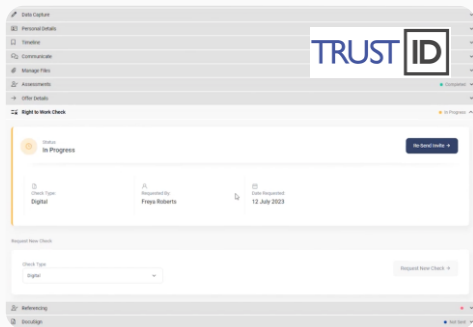 Data Capture
Personal Details
TRUST ID
Timeline
Communicate
Manage Files
Assessments
Completed
Offer Details
Right to Work Check
In Progress
Status
In Progress
Re Send Invite →
Check Type
Requested By
Date Requested
Digital
Freya Roberts
12 July 2023
Request New Check
Check Type
Digital
Request New Check →
Referencing
DocuSign
Not Sent